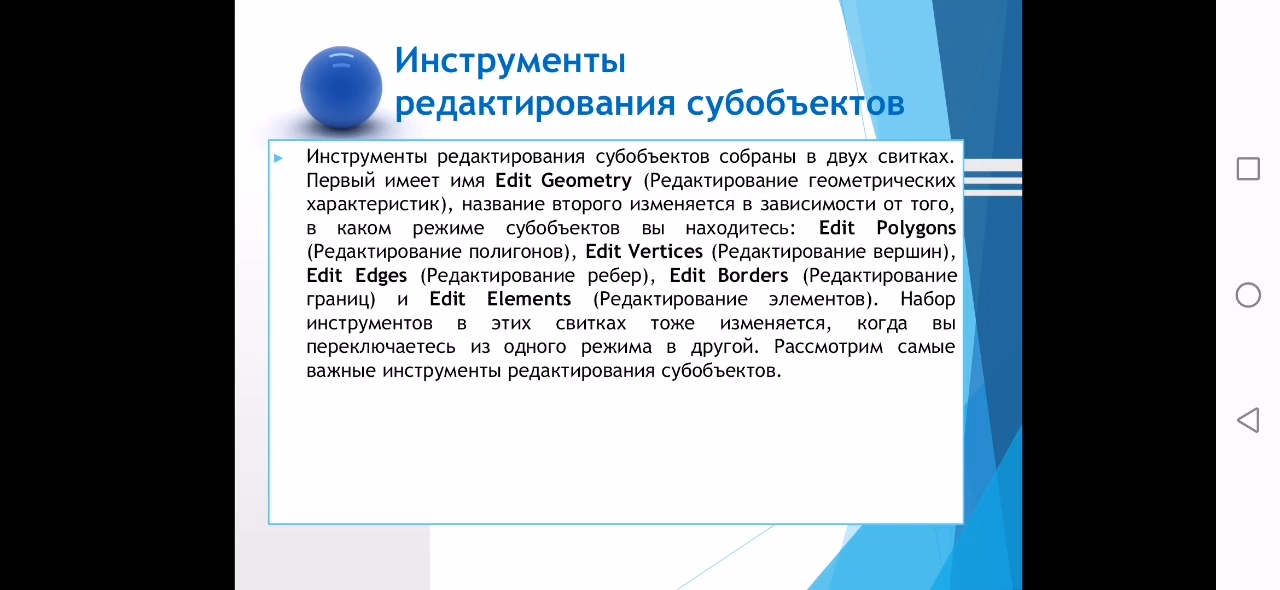 Инструменты
редактирования субобъектов
Инструменты редактирования субобъектов собраны в двух свитках.
Первый имеет имя Edit Geometry (Редактирование геометрических
характеристик), название второго изменяется в зависимости от того,
в каком режиме субобъектов вы находитесь: Edit Polygons
(Редактирование полигонов), Edit Vertices (Редактирование вершин),
Edit Edges (Редактирование ребер), Edit Borders (Редактирование
границ) и Edit Elements (Редактирование элементов). Набор
инструментов в этих свитках тоже изменяется, когда вы
переключаетесь из одного режима в другой. Рассмотрим самые
важные инструменты редактирования субобъектов.